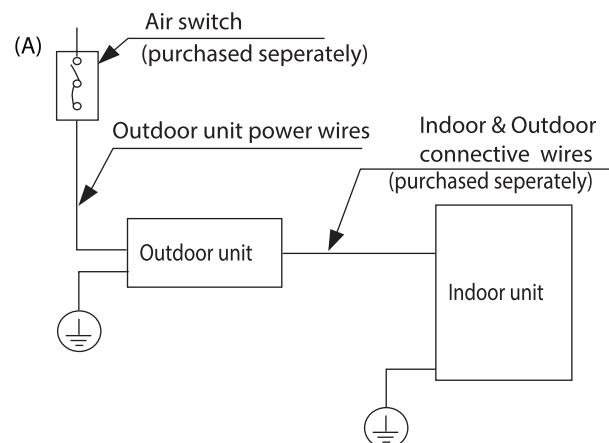 (A)
Air switch
(purchased seperately)
Outdoor unit power wires
Indoor & Outdoor
connective wires
(purchased seperately)
Outdoor unit
Indoor unit